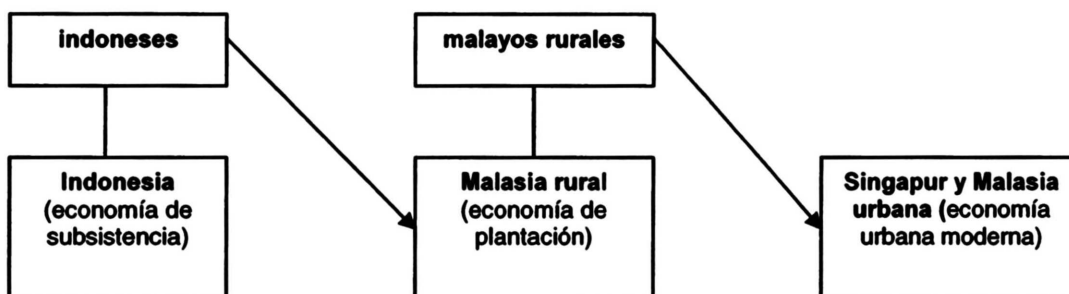 indoneses
malayos rurales
Indonesia
(economía de
subsistencia)
Malasia rural
(economía de
plantación)
Singapur y Malasia
urbana (economía
urbana moderna)